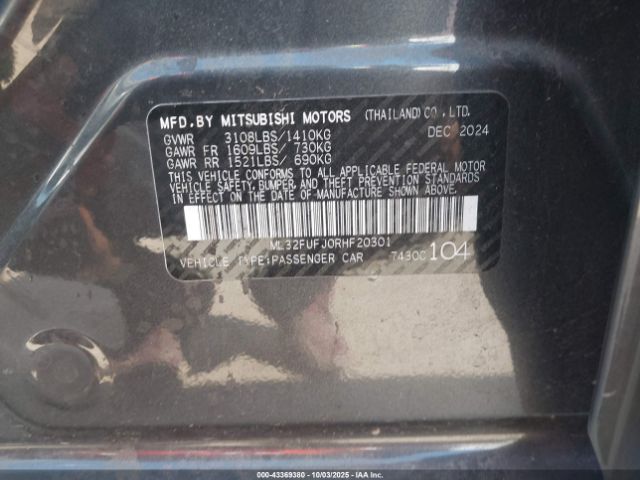 MFD.BY MITSUBISHI MOTORS (THAILAND) CO., LTD.
GVWR 3108LBS/1410KG DEC 2024
GAWR FR 1609LBS/ 730KG
GAWR RR 1521LBS/ 690KG
THIS VEHICLE CONFORMS TO ALL APPLICABLE FEDERAL MOTOR
VEHICLE SAFETY, BUMPER, AND THEFT PREVENTION STANDARDS
IN EFFECT ON THE DATE OF MANUFACTURE SHOWN ABOVE.
ML32FUFJ0RHF20301
VEHICLE TYPE:PASSENGER CAR 7430C 104
000-43369380 10/03/2025 - IAA Inc.